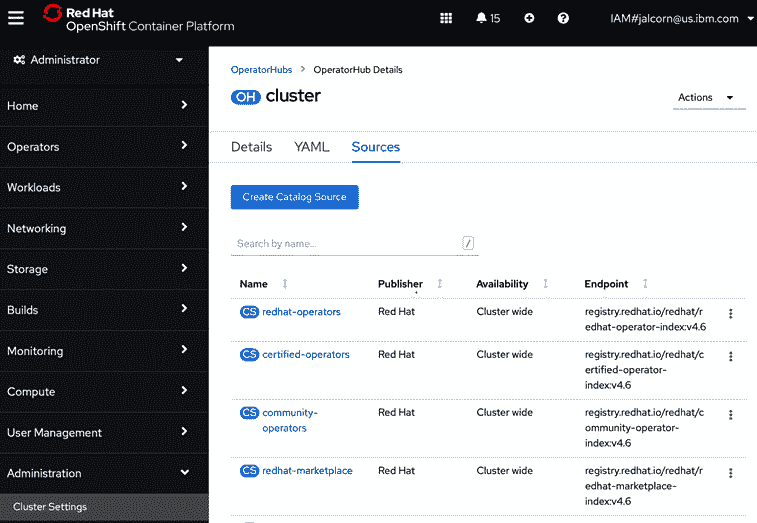 Red Hat
OpenShift Container Platform
15
IAM#jalcorn@us.ibm.com
Administrator
Home
Operators
Workloads
Networking
Storage
Builds
Monitoring
Compute
User Management
Administration
Cluster Settings
OperatorHubs > OperatorHub Details
OH cluster
Actions
Details YAML Sources
Create Catalog Source
Search by name... /
Name Publisher Availability Endpoint
CS redhat-operators Red Hat Cluster wide registry.redhat.io/redhat/r
edhat-operator-index:v4.6
CS certified-operators Red Hat Cluster wide registry.redhat.io/redhat/c
ertified-operator-
index:v4.6
CS community- Red Hat Cluster wide registry.redhat.io/redhat/c
operators ommunity-operator-
index:v4.6
CS redhat-marketplace Red Hat Cluster wide registry.redhat.io/redhat/r
edhat-marketplace-
index:v4.6